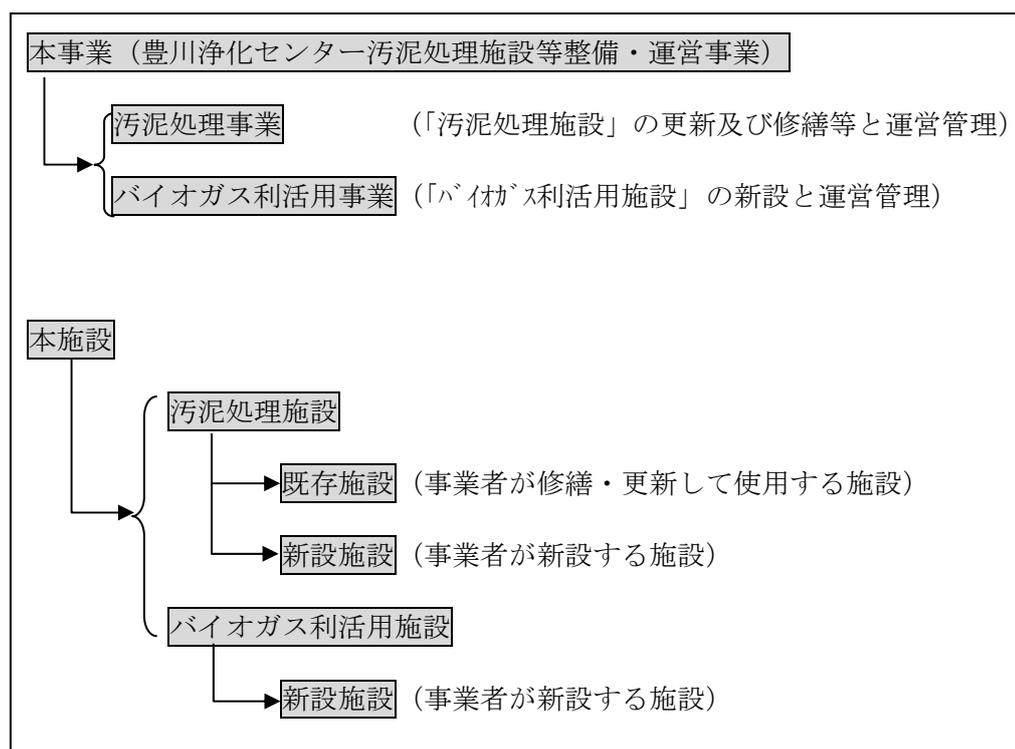 本事業（豊川浄化センター汚泥処理施設等整備・運営事業）
汚泥処理事業 （「汚泥処理施設」の更新及び修繕等と運営管理）
バイオガス利活用事業（「ﾊﾞｲｵｶﾞｽ利活用施設」の新設と運営管理）
本施設
汚泥処理施設
既存施設（事業者が修繕・更新して使用する施設）
新設施設（事業者が新設する施設）
バイオガス利活用施設
新設施設（事業者が新設する施設）